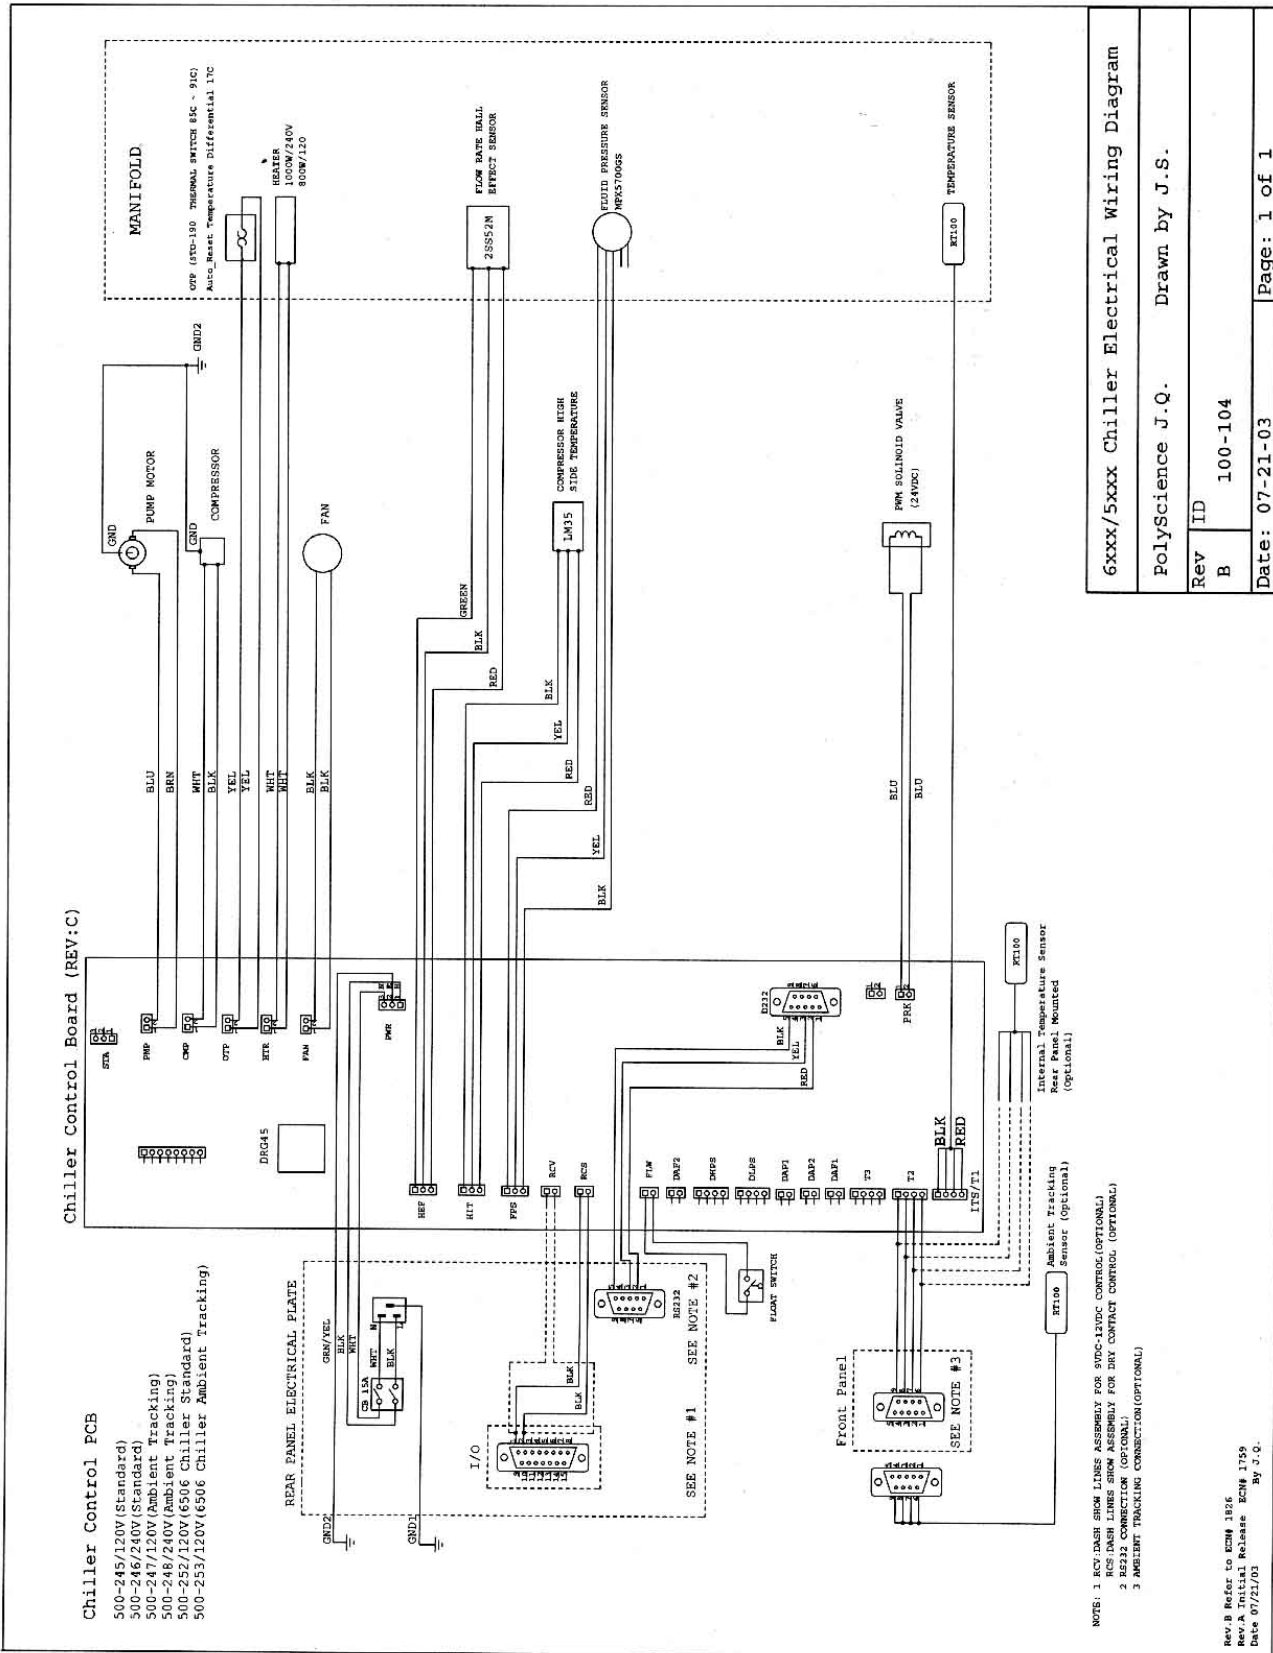 Chiller Control PCB
500-245/120V(Standard)
500-246/240V(Standard)
500-247/120V(Ambient Tracking)
500-248/240V(Ambient Tracking)
500-252/120V(6506 Chiller Standard)
500-253/120V(6506 Chiller Ambient Tracking)
Chiller Control Board (REV:C)
STA
PMP
CMP
OTP
HTR
FAN
PWR
DRG45
HEF
HIT
FPS
RCV
RCS
FLW
DAF2
DHPS
DLPS
DAP1
DAP2
DAF1
T3
T2
ITS/T1
D232
PRK
BLK
YEL
RED
BLK
RED
MANIFOLD
OTP (STO-190 THERMAL SWITCH 85C - 91C)
Auto_Reset Temperature Differential 17C
HEATER
1000W/240V
800W/120
GND2
GND
PUMP MOTOR
GND
COMPRESSOR
FAN
BLU
BRN
WHT
BLK
YEL
YEL
WHT
WHT
BLK
BLK
FLOW RATE HALL
EFFECT SENSOR
2SS52M
GREEN
BLK
RED
COMPRESSOR HIGH
SIDE TEMPERATURE
LM35
BLK
YEL
RED
FLUID PRESSURE SENSOR
MPX5700GS
RED
YEL
BLK
PWM SOLINOID VALVE
(24VDC)
BLU
BLU
TEMPERATURE SENSOR
RT100
REAR PANEL ELECTRICAL PLATE
GRN/YEL
BLK
WHT
CB 15A
WHT
BLK
N
L
GND2
GND1
I/O
BLK
BLK
SEE NOTE #1
RS232
SEE NOTE #2
FLOAT SWITCH
Front Panel
SEE NOTE #3
RT100
Ambient Tracking
Sensor (Optional)
RT100
Internal Temperature Sensor
Rear Panel Mounted
(Optional)
NOTE: 1 RCV:DASH SHOW LINES ASSEMBLY FOR 9VDC-12VDC CONTROL(OPTIONAL)
RCS:DASH LINES SHOW ASSEMBLY FOR DRY CONTACT CONTROL (OPTIONAL)
2 RS232 CONNECTION (OPIONAL)
3 AMBIENT TRACKING CONNECTION(OPTIONAL)
Rev.B Refer to ECN# 1826
Rev.A Initial Release ECN# 1759
Date 07/21/03 By J.Q.
6xxx/5xxx Chiller Electrical Wiring Diagram
PolyScience J.Q. Drawn by J.S.
Rev ID
B 100-104
Date: 07-21-03 Page: 1 of 1